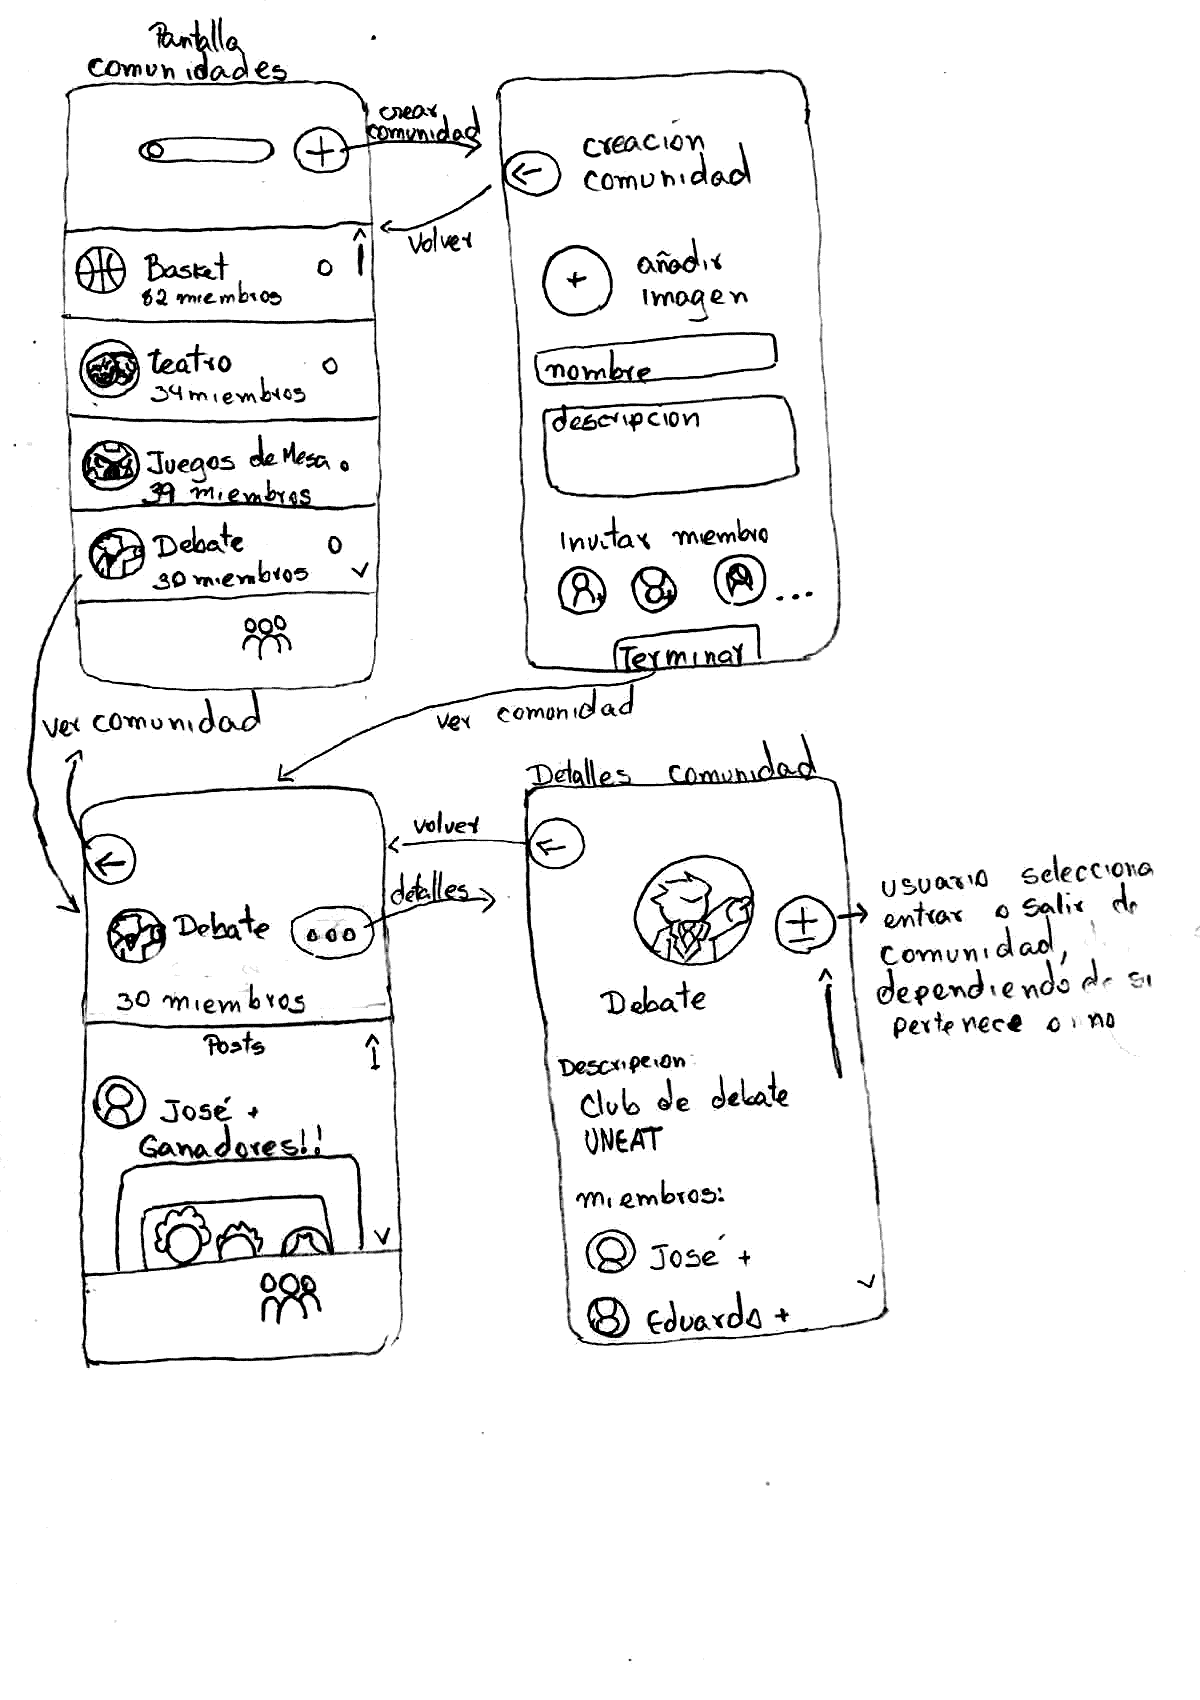 Pantalla
comunidades
crear
comunidad
volver
Basket
82 miembros
teatro
34 miembros
Juegos de Mesa
39 miembros
Debate
30 miembros
creación
comunidad
añadir
imagen
nombre
descripcion
Invitar miembro
...
Terminar
ver comunidad
ver comunidad
Debate
30 miembros
Posts
José +
Ganadores!!
volver
detalles
Detalles comunidad
Debate
Descripcion:
Club de debate
UNEAT
miembros:
José +
Eduardo +
usuario selecciona
entrar o salir de
comunidad,
dependiendo de si
pertenece o no